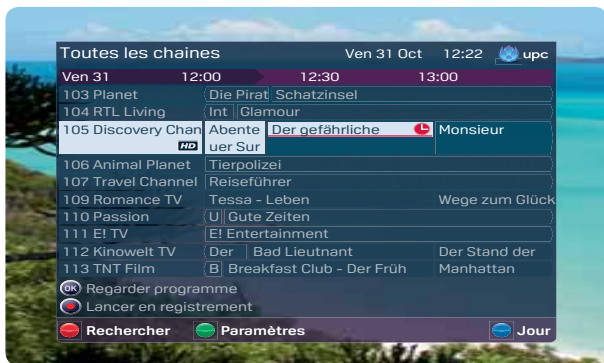 Toutes les chaines Ven 31 Oct 12:22 upc
Ven 31 12:00 12:30 13:00
103 Planet Die Pirat Schatzinsel
104 RTL Living Int Glamour
105 Discovery Chan HD Abente uer Sur Der gefährliche Monsieur
106 Animal Planet Tierpolizei
107 Travel Channel Reiseführer
109 Romance TV Tessa - Leben Wege zum Glück
110 Passion U Gute Zeiten
111 E! TV E! Entertainment
112 Kinowelt TV Der Bad Lieutnant Der Stand der
113 TNT Film B Breakfast Club - Der Früh Manhattan
OK Regarder programme
Lancer en registrement
Rechercher Paramètres Jour